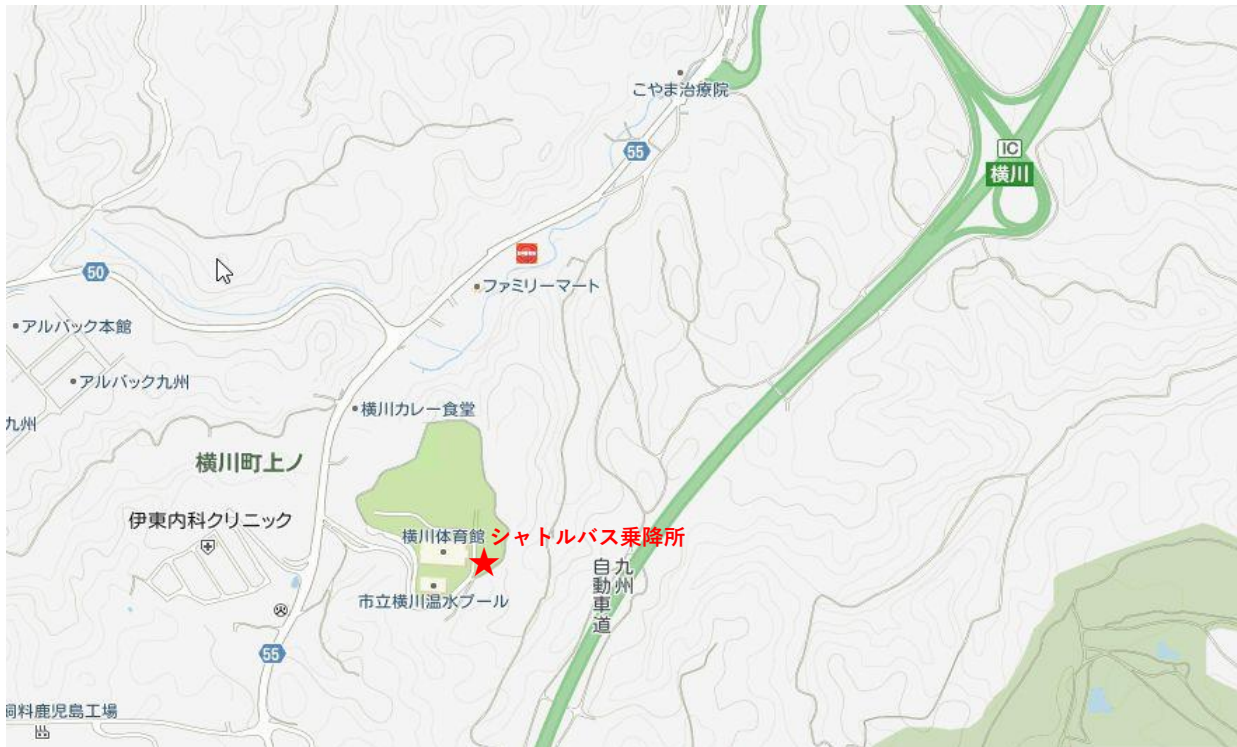 こやま治療院
55
IC
横川
50
ファミリーマート
アルバック本館
アルバック九州
九州
横川カレー食堂
横川町上ノ
伊東内科クリニック
横川体育館
シャトルバス乗降所
九州
自動車道
市立横川温水プール
55
飼料鹿児島工場